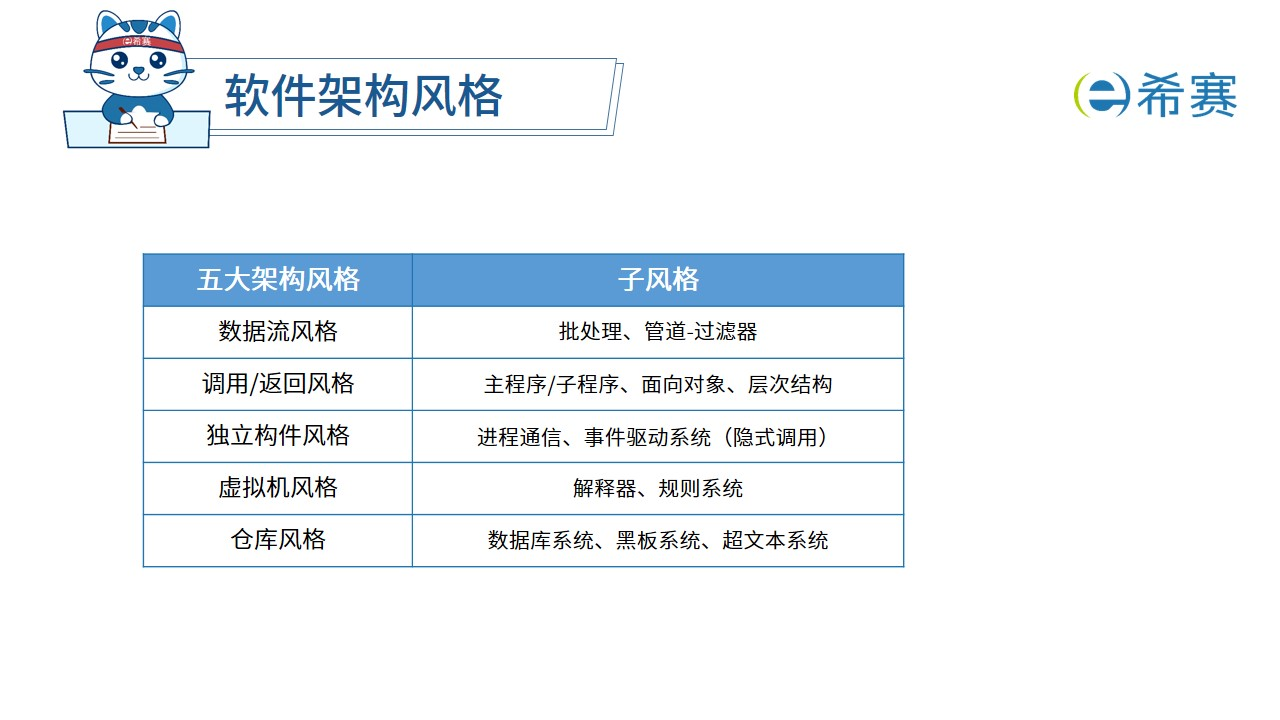 希赛
软件架构风格
希赛
五大架构风格 子风格
数据流风格 批处理、管道-过滤器
调用/返回风格 主程序/子程序、面向对象、层次结构
独立构件风格 进程通信、事件驱动系统（隐式调用）
虚拟机风格 解释器、规则系统
仓库风格 数据库系统、黑板系统、超文本系统